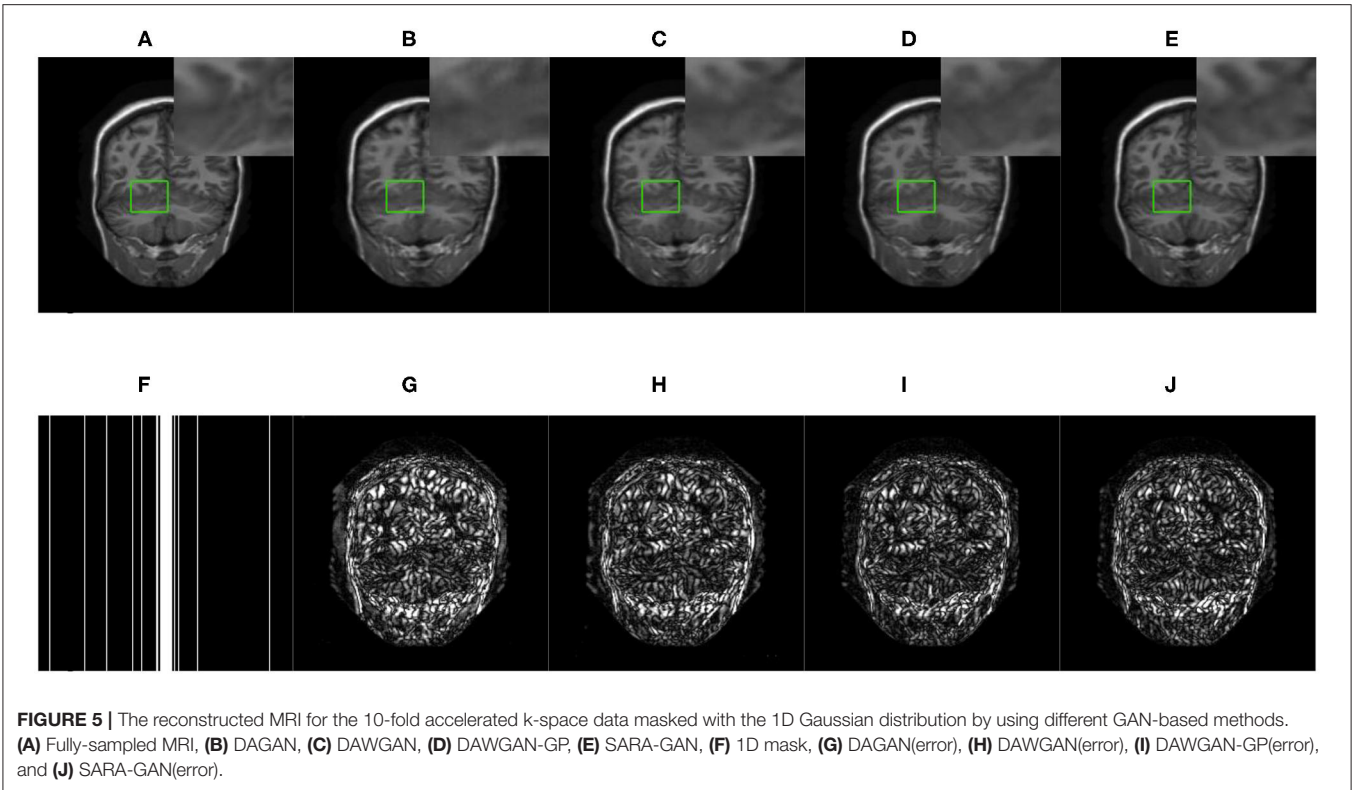 A B C D E
F G H I J
FIGURE 5 | The reconstructed MRI for the 10-fold accelerated k-space data masked with the 1D Gaussian distribution by using different GAN-based methods.
(A) Fully-sampled MRI, (B) DAGAN, (C) DAWGAN, (D) DAWGAN-GP, (E) SARA-GAN, (F) 1D mask, (G) DAGAN(error), (H) DAWGAN(error), (I) DAWGAN-GP(error),
and (J) SARA-GAN(error).